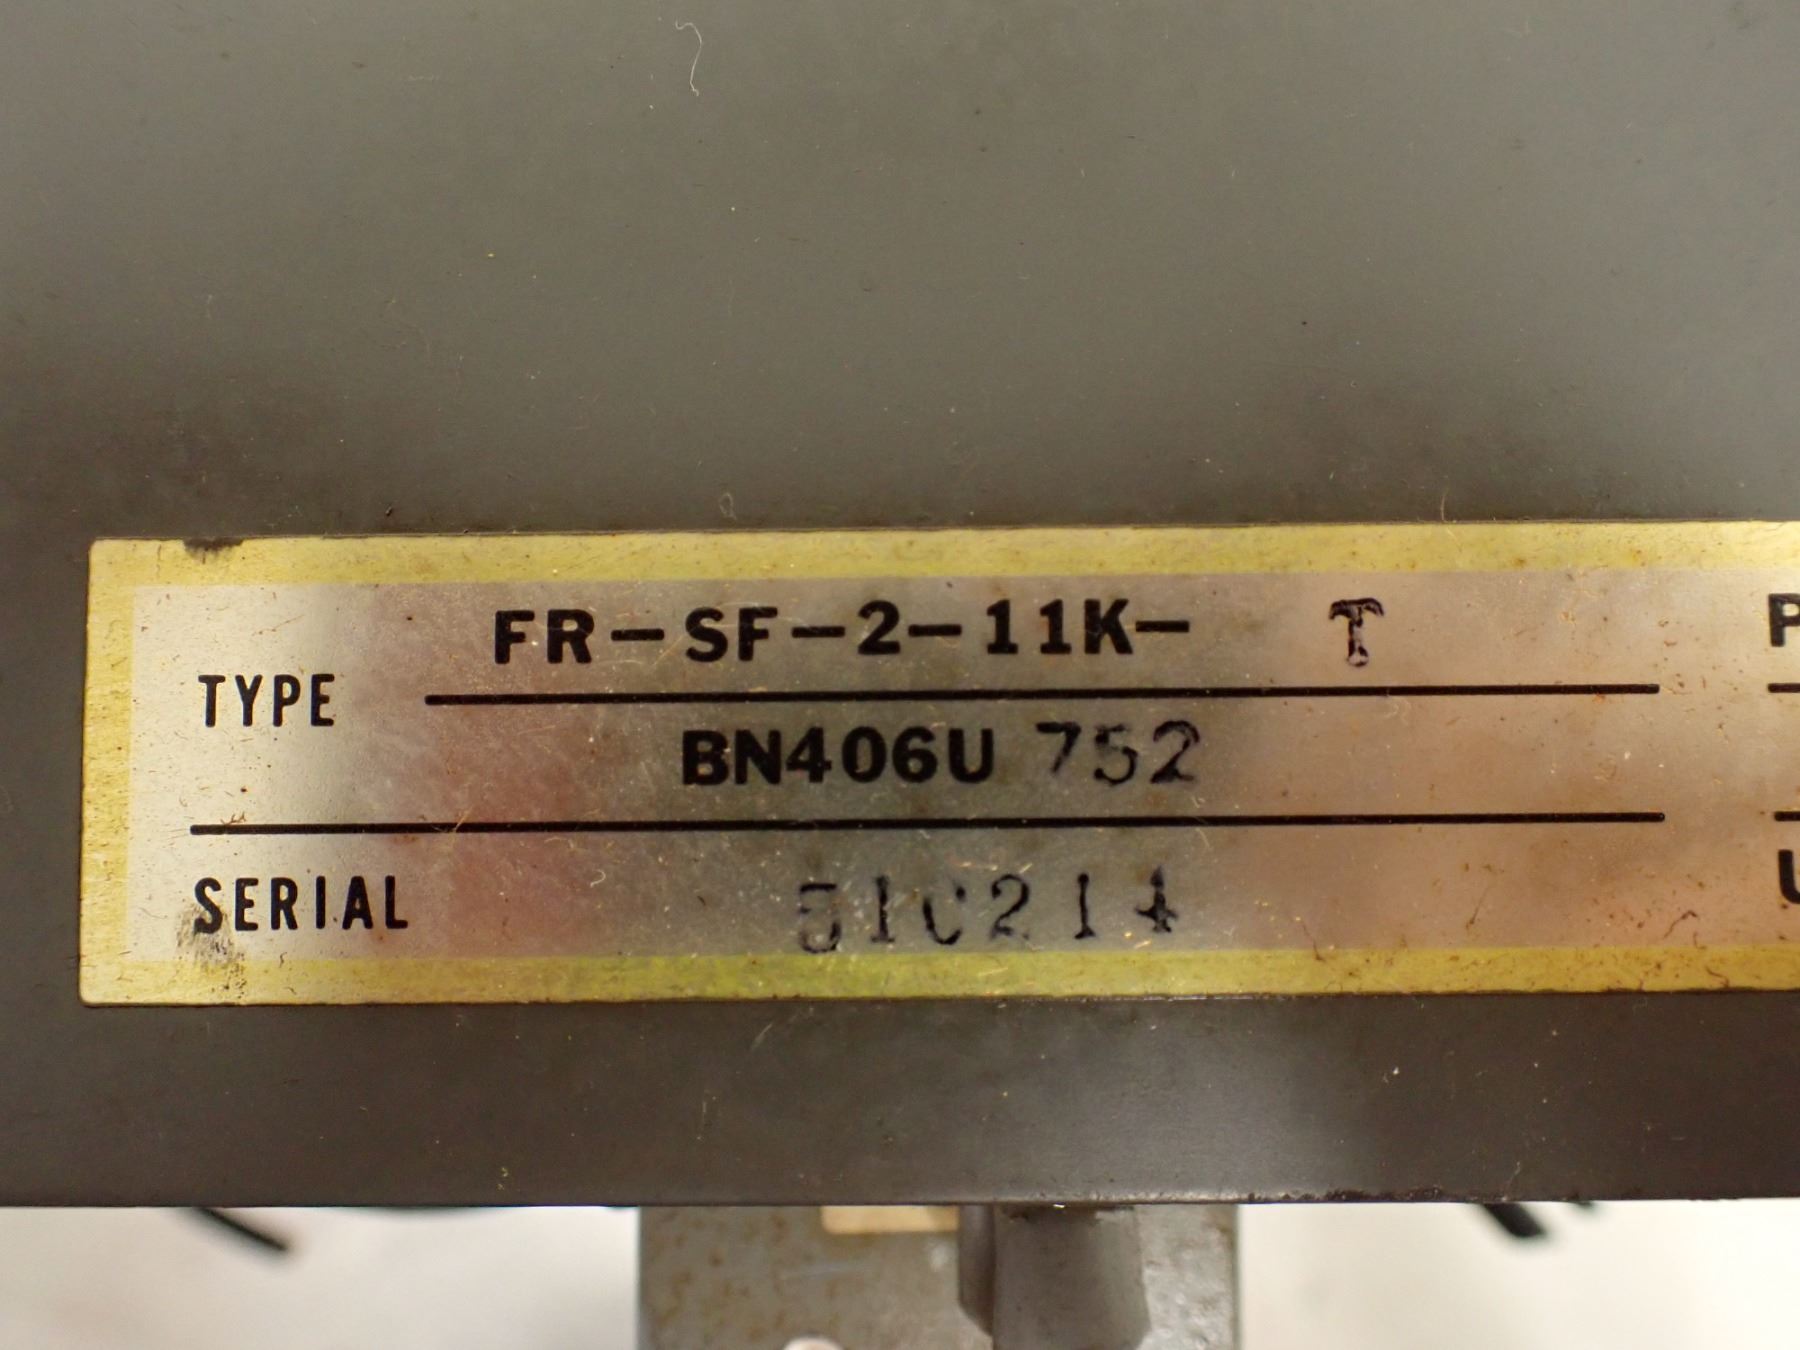 FR-SF-2-11K- T
TYPE
BN406U 752
SERIAL 510214